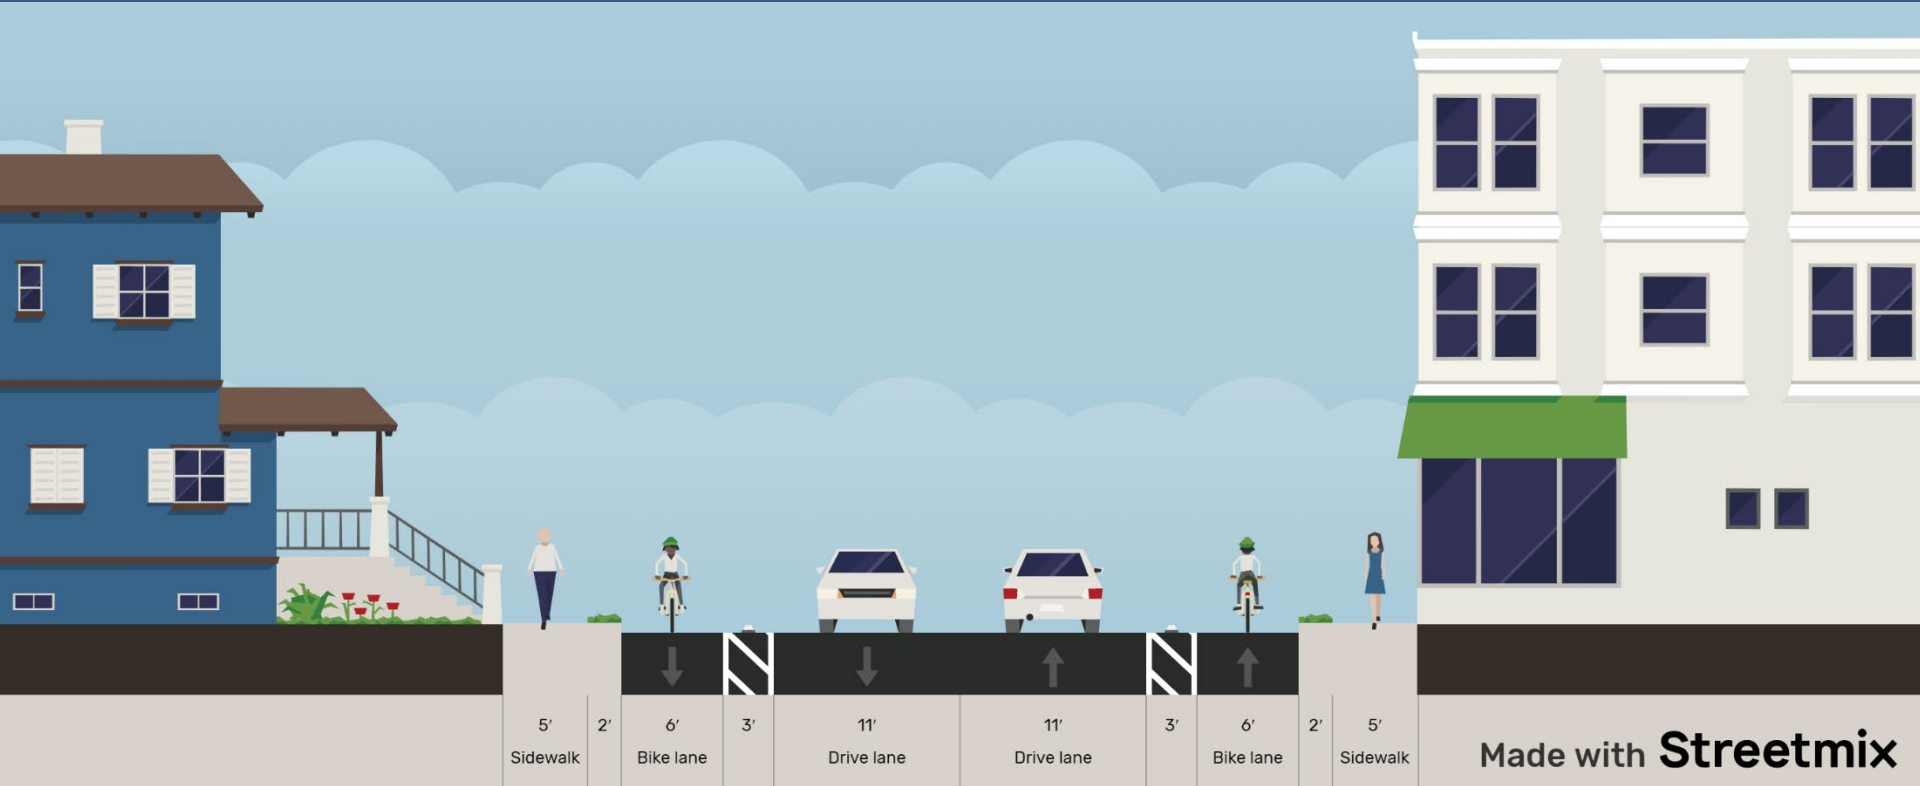 5′ 2′ 6′ 3′ 11′ 11′ 3′ 6′ 2′ 5′
Sidewalk Bike lane Drive lane Drive lane Bike lane Sidewalk
Made with Streetmix